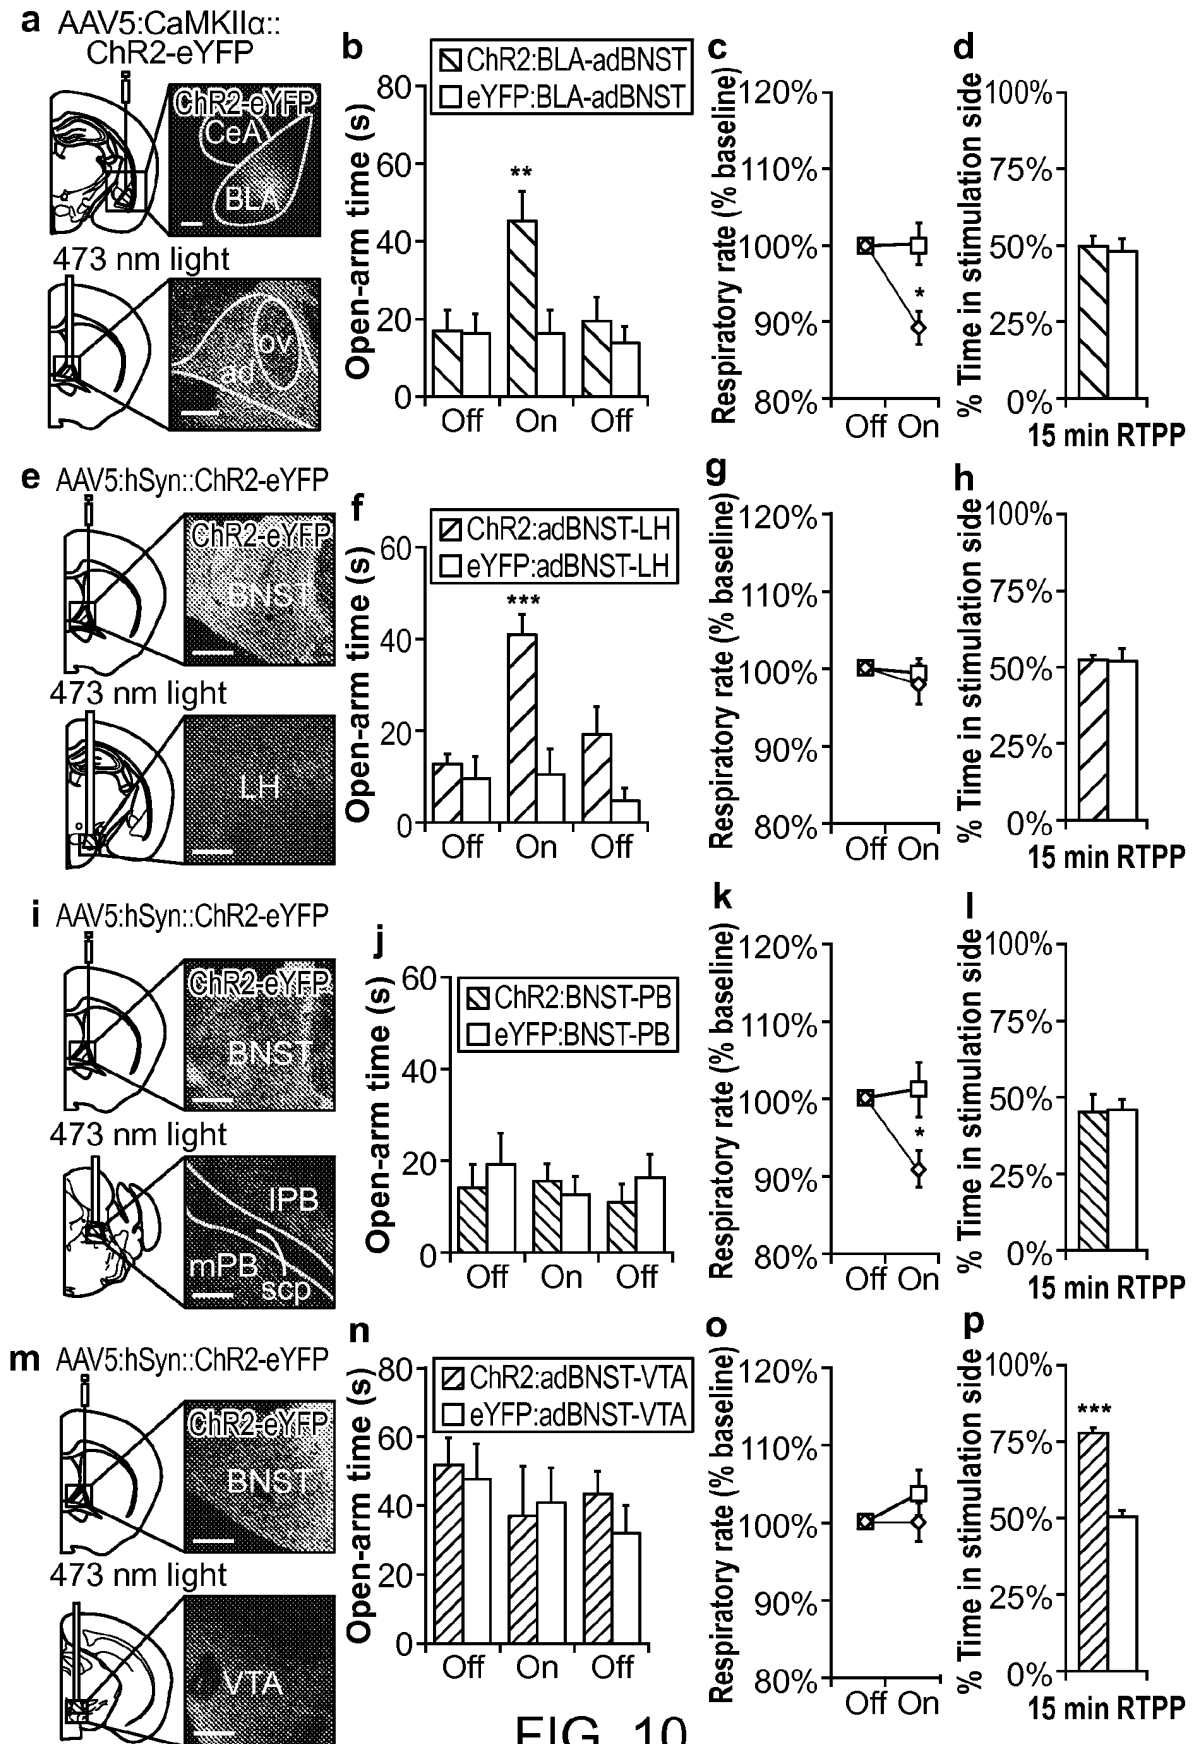 a AAV5:CaMKIIα::
ChR2-eYFP
ChR2-eYFP
CeA
BLA
473 nm light
ov
ad
b
ChR2:BLA-adBNST
eYFP:BLA-adBNST
Open-arm time (s)
80
60
40
20
0
**
Off On Off
c
Respiratory rate (% baseline)
120%
110%
100%
90%
80%
*
Off On
d
% Time in stimulation side
100%
75%
50%
25%
0%
15 min RTPP
e AAV5:hSyn::ChR2-eYFP
ChR2-eYFP
BNST
473 nm light
LH
f
ChR2:adBNST-LH
eYFP:adBNST-LH
Open-arm time (s)
60
40
20
0
***
Off On Off
g
Respiratory rate (% baseline)
120%
110%
100%
90%
80%
Off On
h
% Time in stimulation side
100%
75%
50%
25%
0%
15 min RTPP
i AAV5:hSyn::ChR2-eYFP
ChR2-eYFP
BNST
473 nm light
lPB
mPB
scp
j
ChR2:BNST-PB
eYFP:BNST-PB
Open-arm time (s)
60
40
20
0
Off On Off
k
Respiratory rate (% baseline)
120%
110%
100%
90%
80%
*
Off On
l
% Time in stimulation side
100%
75%
50%
25%
0%
15 min RTPP
m AAV5:hSyn::ChR2-eYFP
ChR2-eYFP
BNST
473 nm light
VTA
n
ChR2:adBNST-VTA
eYFP:adBNST-VTA
Open-arm time (s)
80
60
40
20
0
Off On Off
o
Respiratory rate (% baseline)
120%
110%
100%
90%
80%
Off On
p
% Time in stimulation side
100%
75%
50%
25%
0%
***
15 min RTPP
FIG. 10